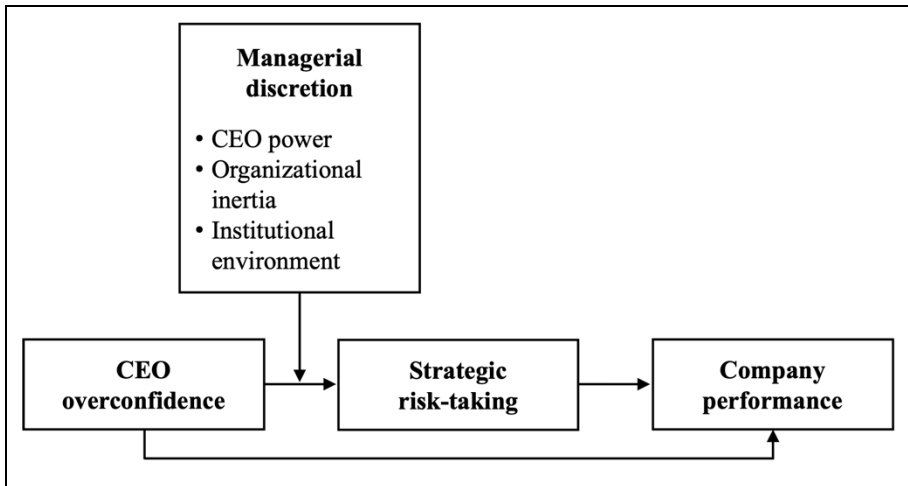 Managerial
discretion
• CEO power
• Organizational
inertia
• Institutional
environment
CEO
overconfidence
Strategic
risk-taking
Company
performance